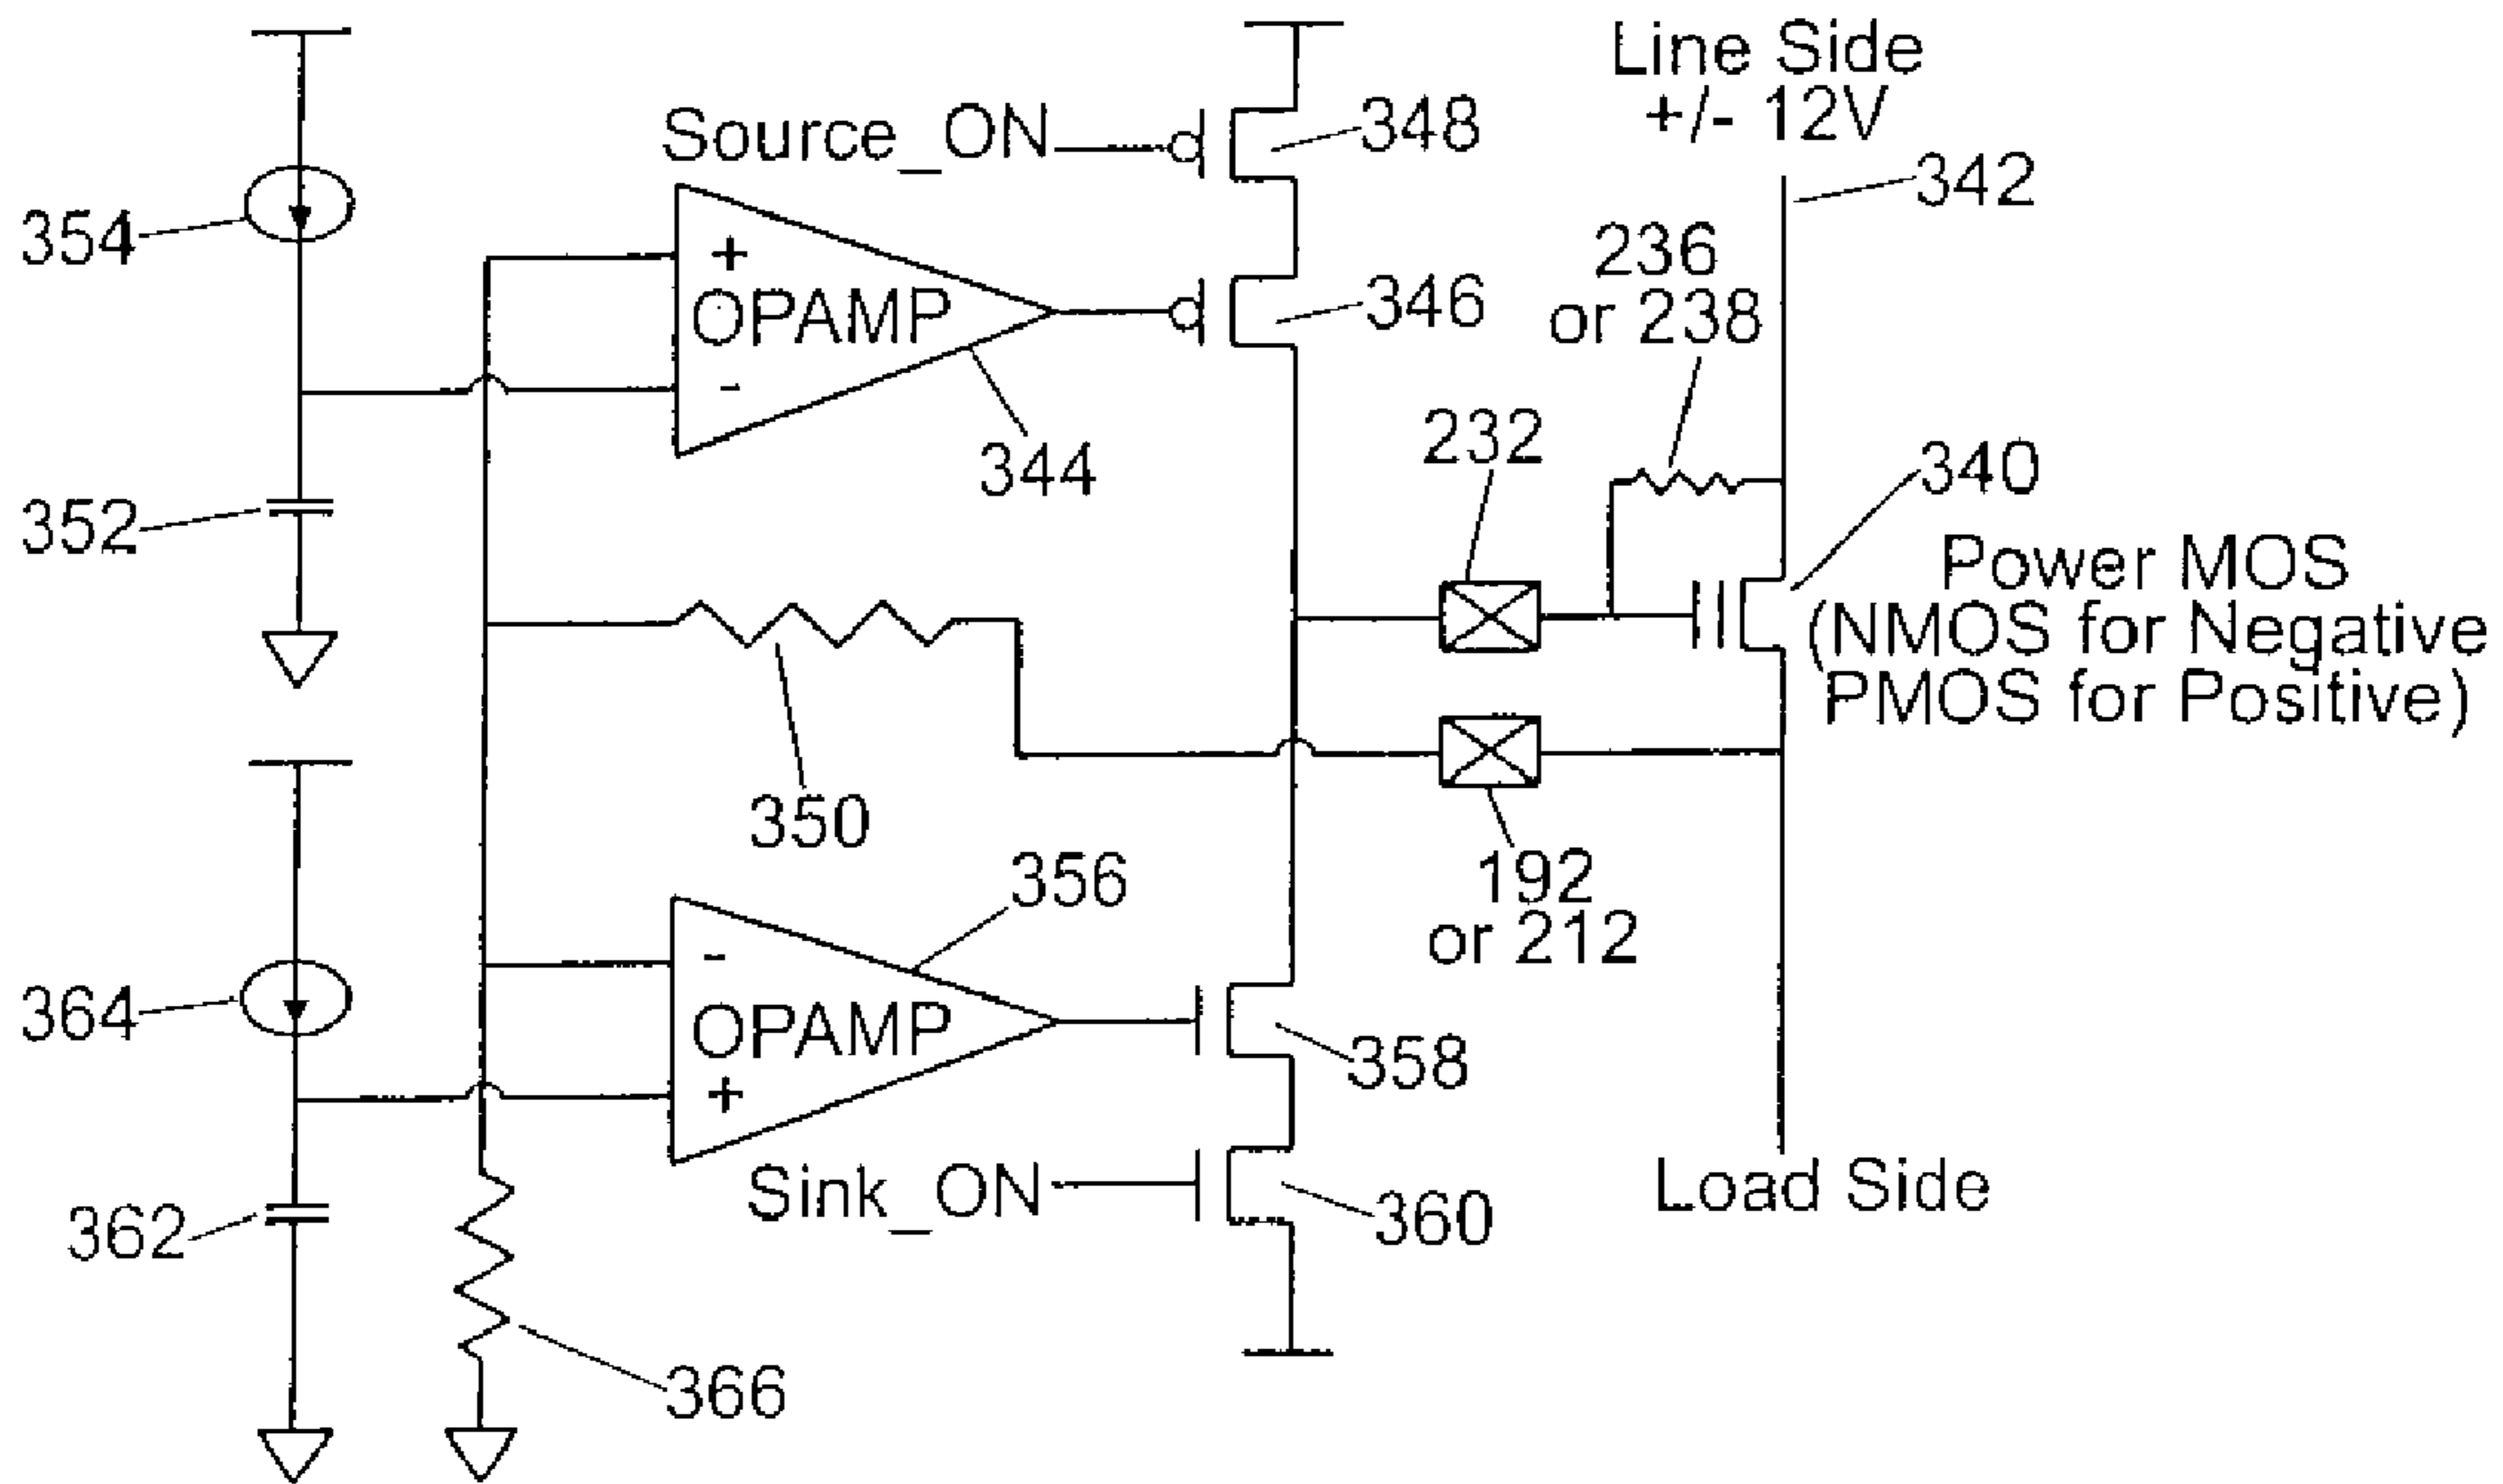 Line Side
+/- 12V
Source_ON
348
342
354
+
OPAMP
-
346
236
or 238
344
232
340
352
Power MOS
(NMOS for Negative
PMOS for Positive)
350
192
or 212
356
364
-
OPAMP
+
358
Sink_ON
360
Load Side
362
366